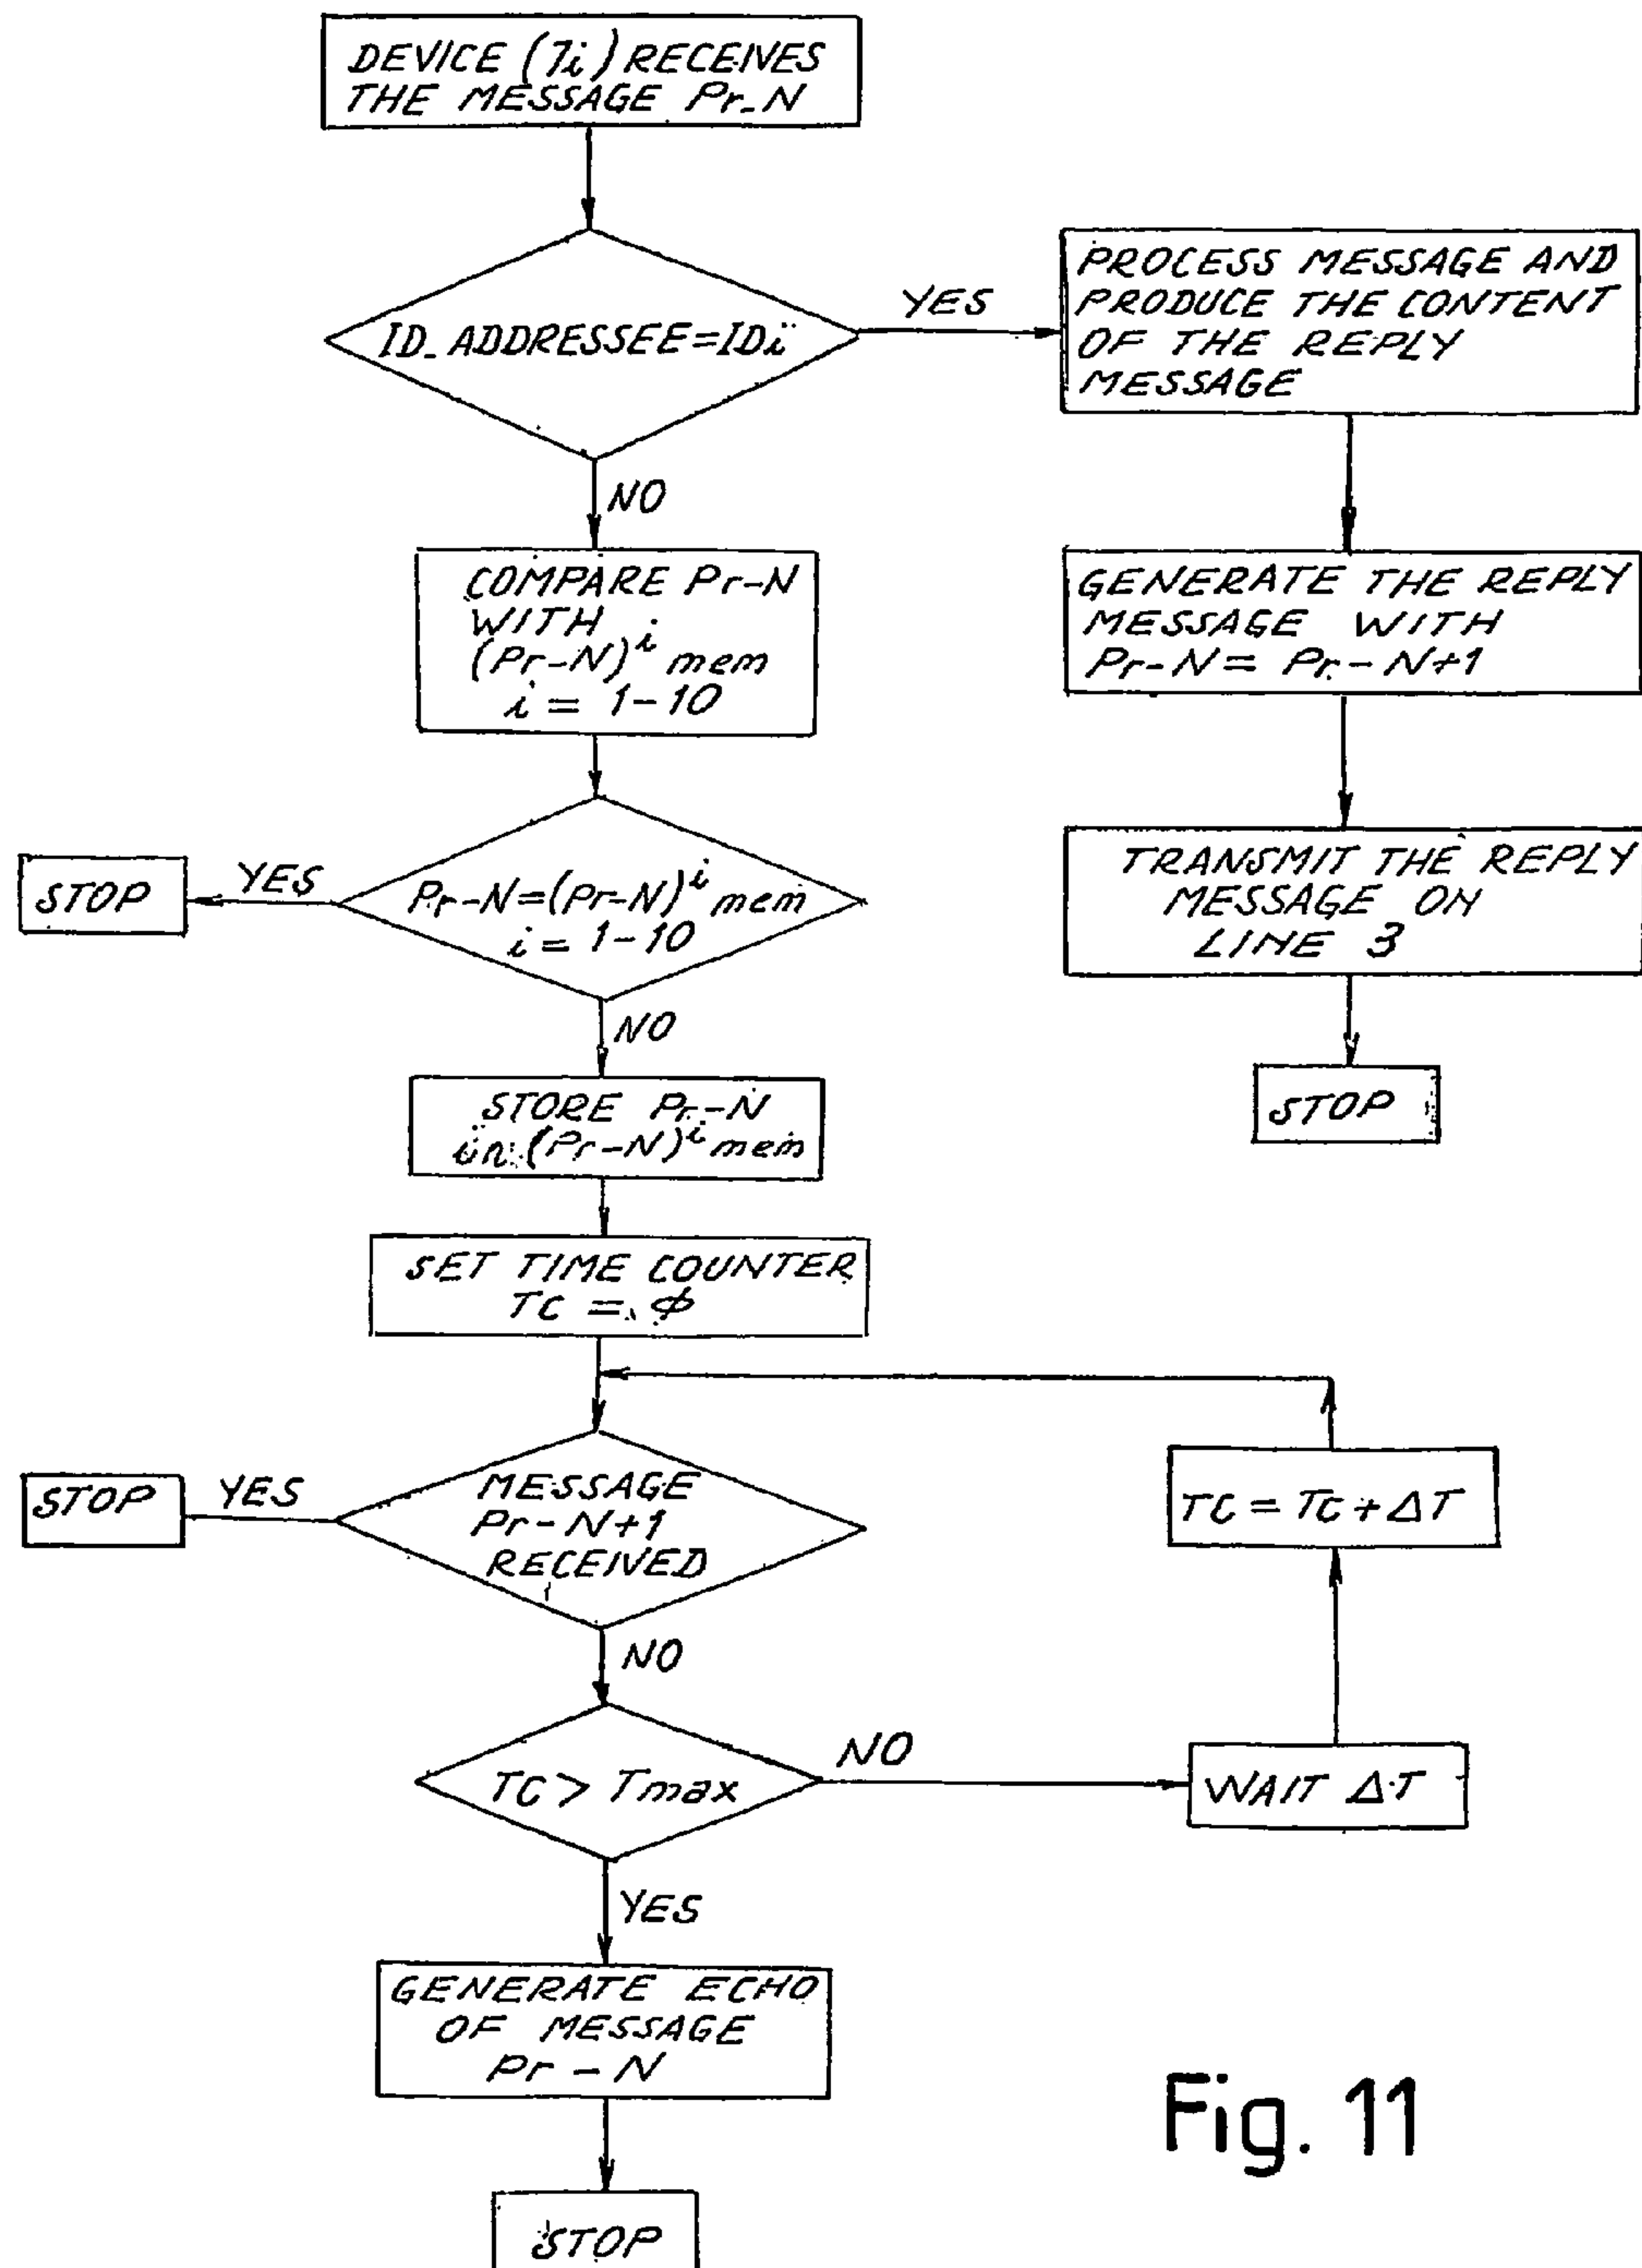 DEVICE (7i) RECEIVES
THE MESSAGE Pr_N
ID_ADDRESSEE=IDi
YES
PROCESS MESSAGE AND
PRODUCE THE CONTENT
OF THE REPLY
MESSAGE
NO
COMPARE Pr-N
WITH
(Pr-N)^i mem
i = 1-10
GENERATE THE REPLY
MESSAGE WITH
Pr-N = Pr-N+1
STOP
YES
Pr-N=(Pr-N)^i mem
i = 1-10
TRANSMIT THE REPLY
MESSAGE ON
LINE 3
NO
STOP
STORE Pr-N
in (Pr-N)^i mem
SET TIME COUNTER
TC = φ
STOP
YES
MESSAGE
Pr-N+1
RECEIVED
TC = TC + ΔT
NO
TC > Tmax
NO
WAIT ΔT
YES
GENERATE ECHO
OF MESSAGE
Pr - N
STOP
Fig. 11